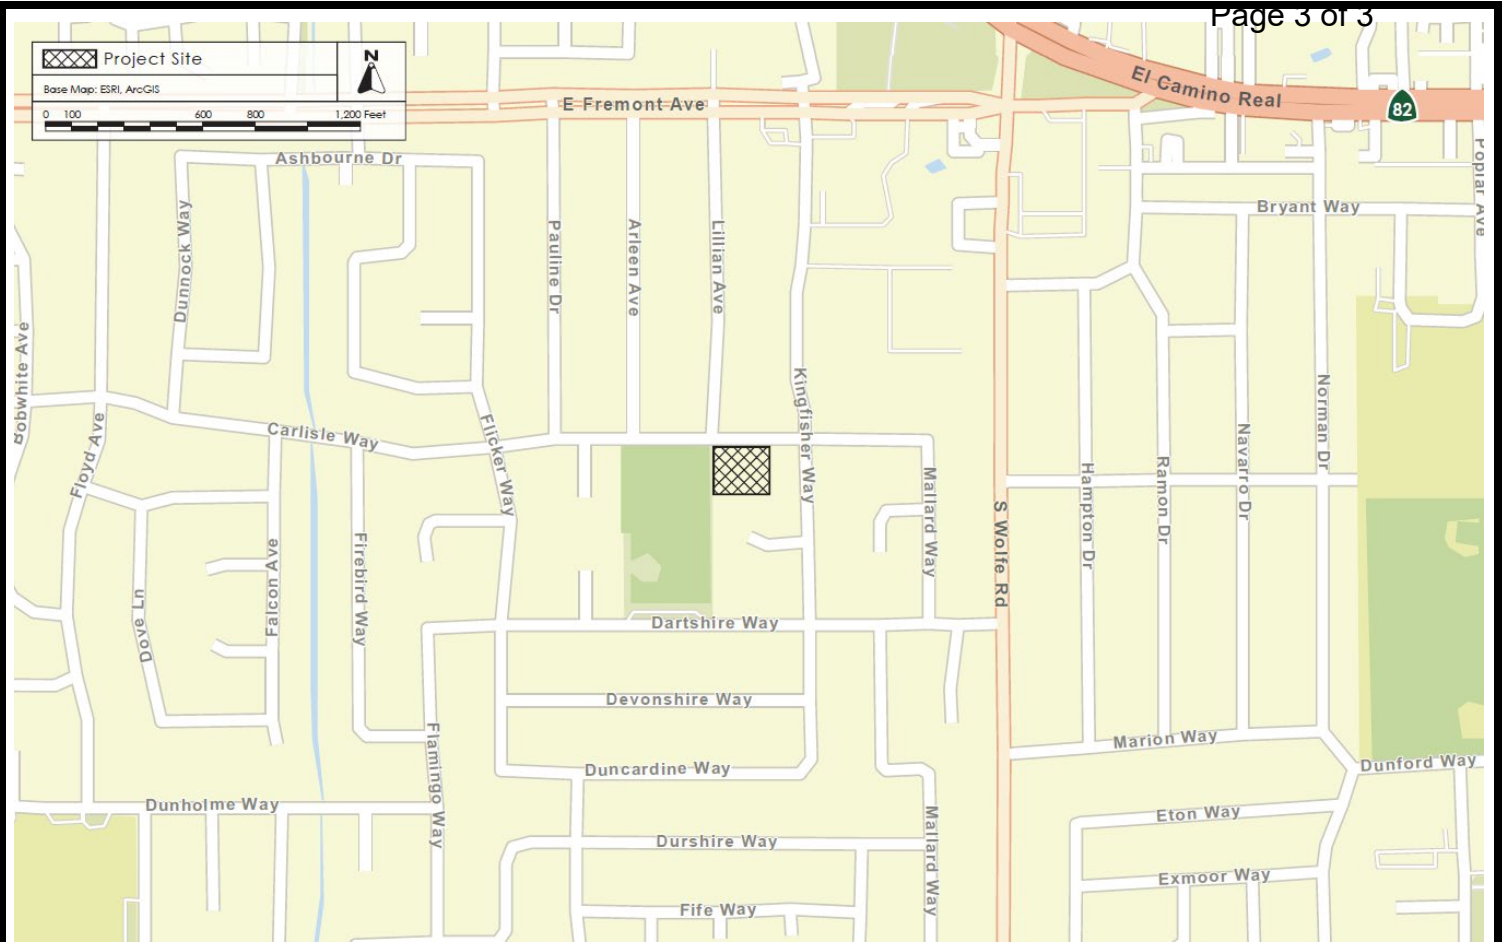 Page 3 of 3
Project Site
N
Base Map: ESRI, ArcGIS
0 100 600 800 1,200 Feet
E Fremont Ave
El Camino Real
82
Ashbourne Dr
Poplar Ave
Bryant Way
Dunnock Way
Pauline Dr
Arleen Ave
Lillian Ave
Bobwhite Ave
Kingfisher Way
Norman Dr
Floyd Ave
Carlisle Way
Flicker Way
Navarro Dr
Ramon Dr
Hampton Dr
Mallard Way
S Wolfe Rd
Firebird Way
Falcon Ave
Dove Ln
Dartshire Way
Devonshire Way
Marion Way
Dunford Way
Flamingo Way
Duncardine Way
Dunholme Way
Eton Way
Mallard Way
Durshire Way
Exmoor Way
Fife Way